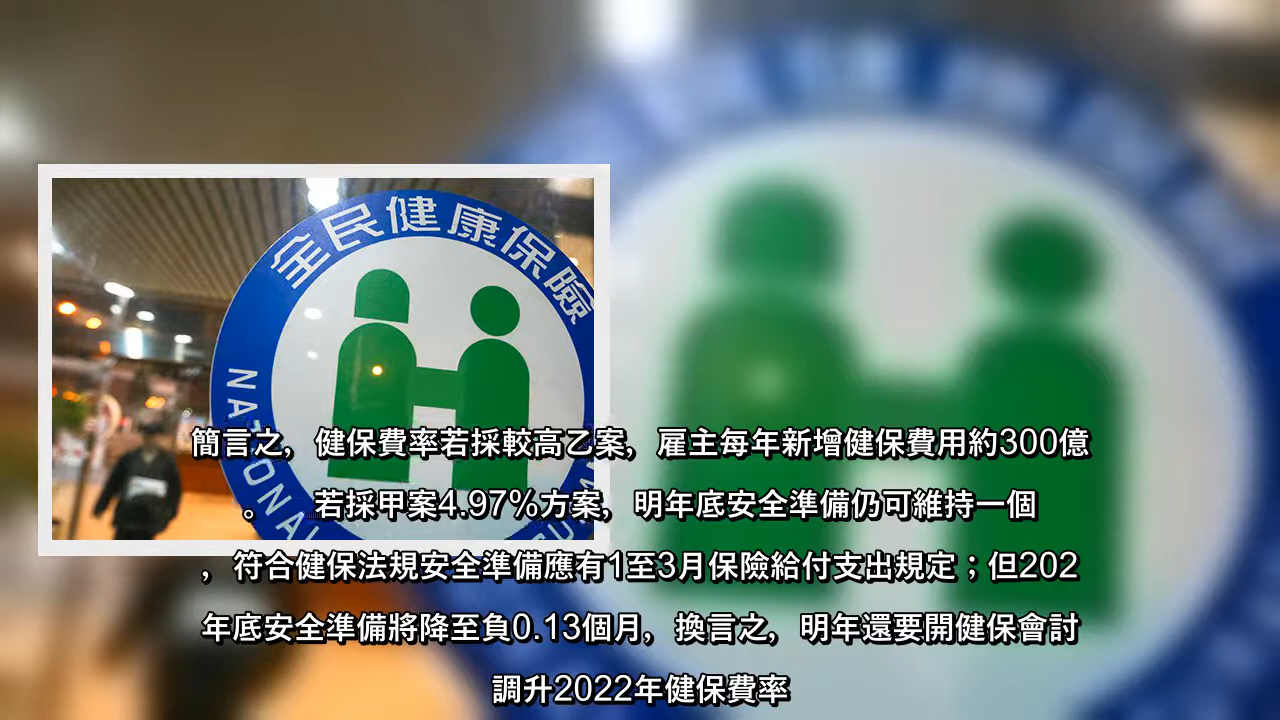 全民健康保險
NATIONAL
簡言之，健保費率若採較高乙案，雇主每年新增健保費用約300億
。 若採甲案4.97%方案，明年底安全準備仍可維持一個
，符合健保法規安全準備應有1至3月保險給付支出規定；但202
年底安全準備將降至負0.13個月，換言之，明年還要開健保會討
調升2022年健保費率